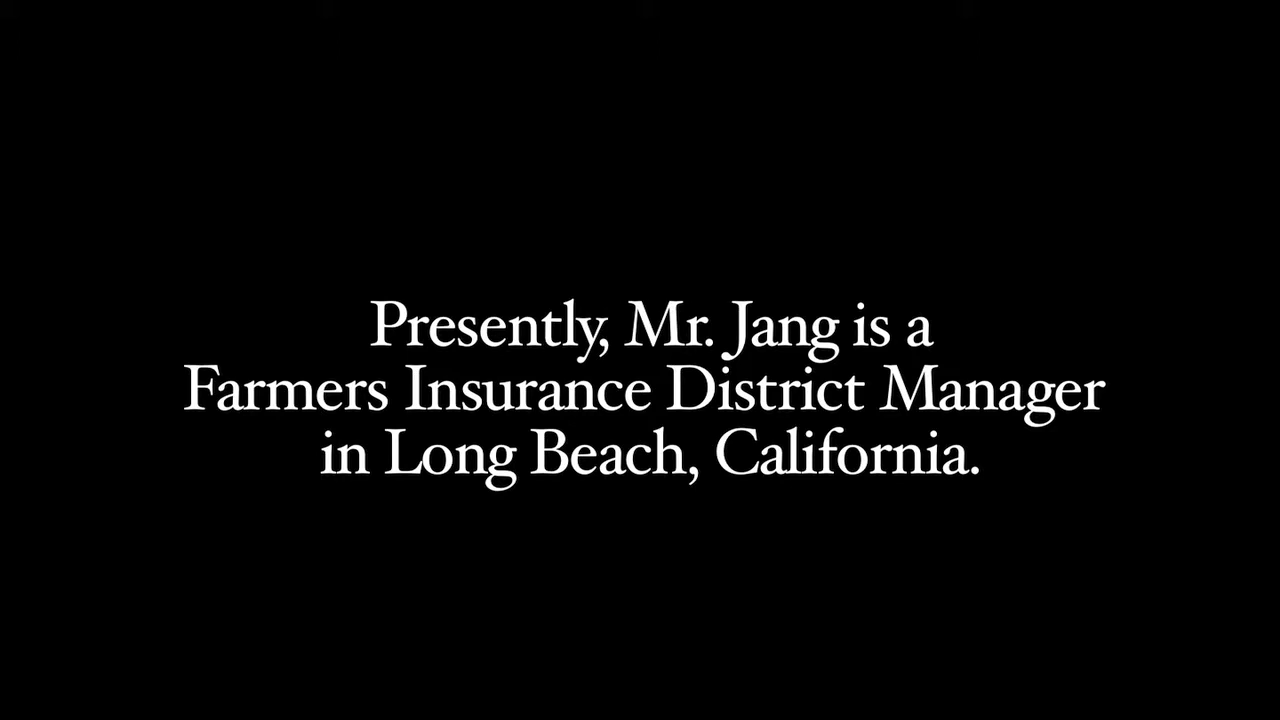 Presently, Mr. Jang is a
Farmers Insurance District Manager
in Long Beach, California.